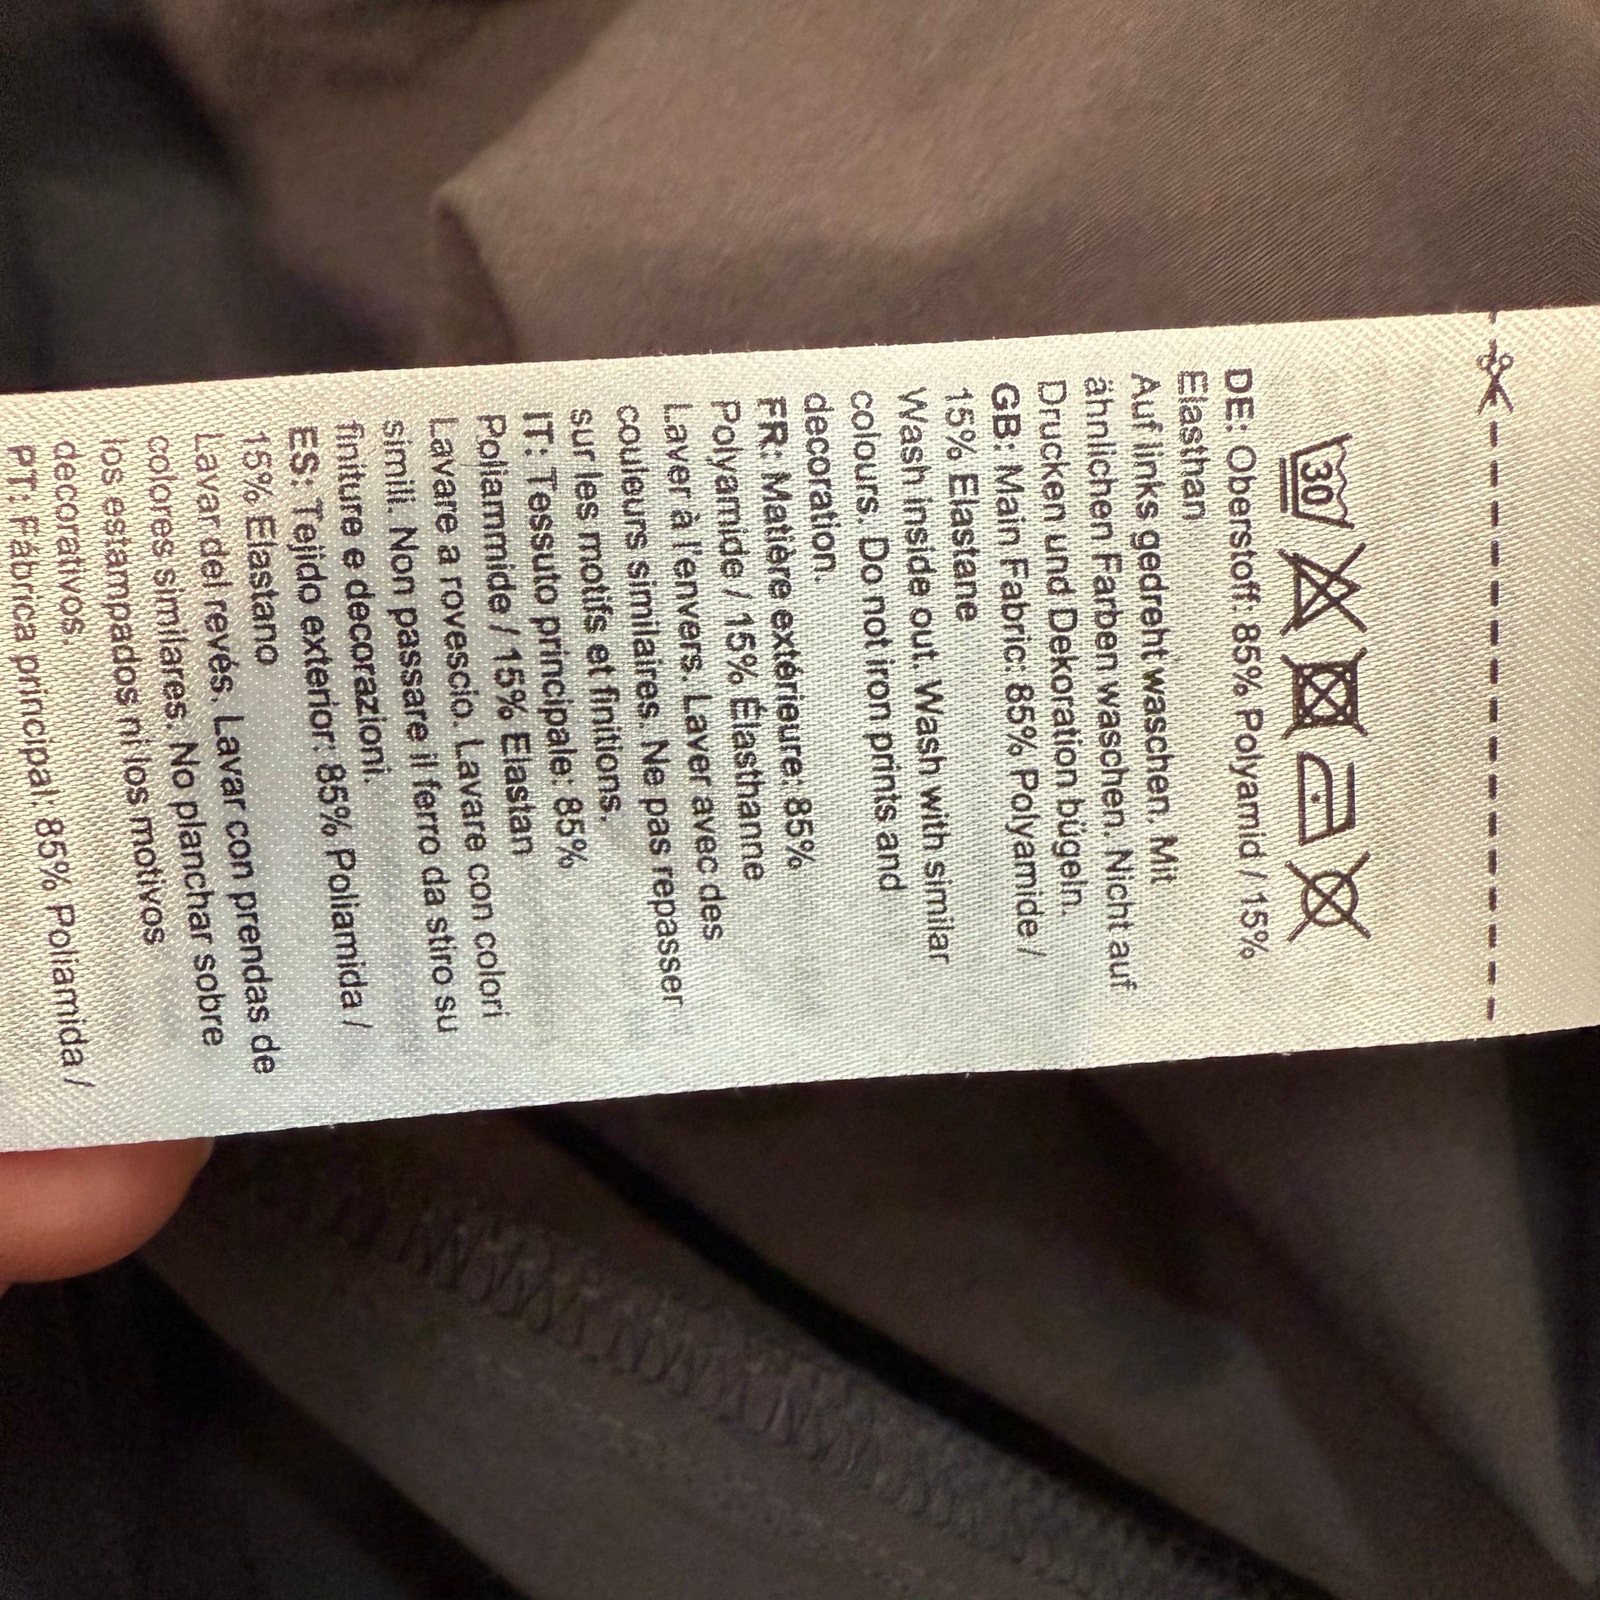 30
DE: Oberstoff: 85% Polyamid / 15%
Elasthan
Auf links gedreht waschen. Mit
ähnlichen Farben waschen. Nicht auf
Drucken und Dekoration bügeln.
GB: Main Fabric: 85% Polyamide /
15% Elastane
Wash inside out. Wash with similar
colours. Do not iron prints and
decoration.
FR: Matière extérieure: 85%
Polyamide / 15% Élasthanne
Laver à l'envers. Laver avec des
couleurs similaires. Ne pas repasser
sur les motifs et finitions.
IT: Tessuto principale: 85%
Poliammide / 15% Elastan
Lavare a rovescio. Lavare con colori
simili. Non passare il ferro da stiro su
finiture e decorazioni.
ES: Tejido exterior: 85% Poliamida /
15% Elastano
Lavar del revés. Lavar con prendas de
colores similares. No planchar sobre
los estampados ni los motivos
decorativos.
PT: Fábrica principal: 85% Poliamida /